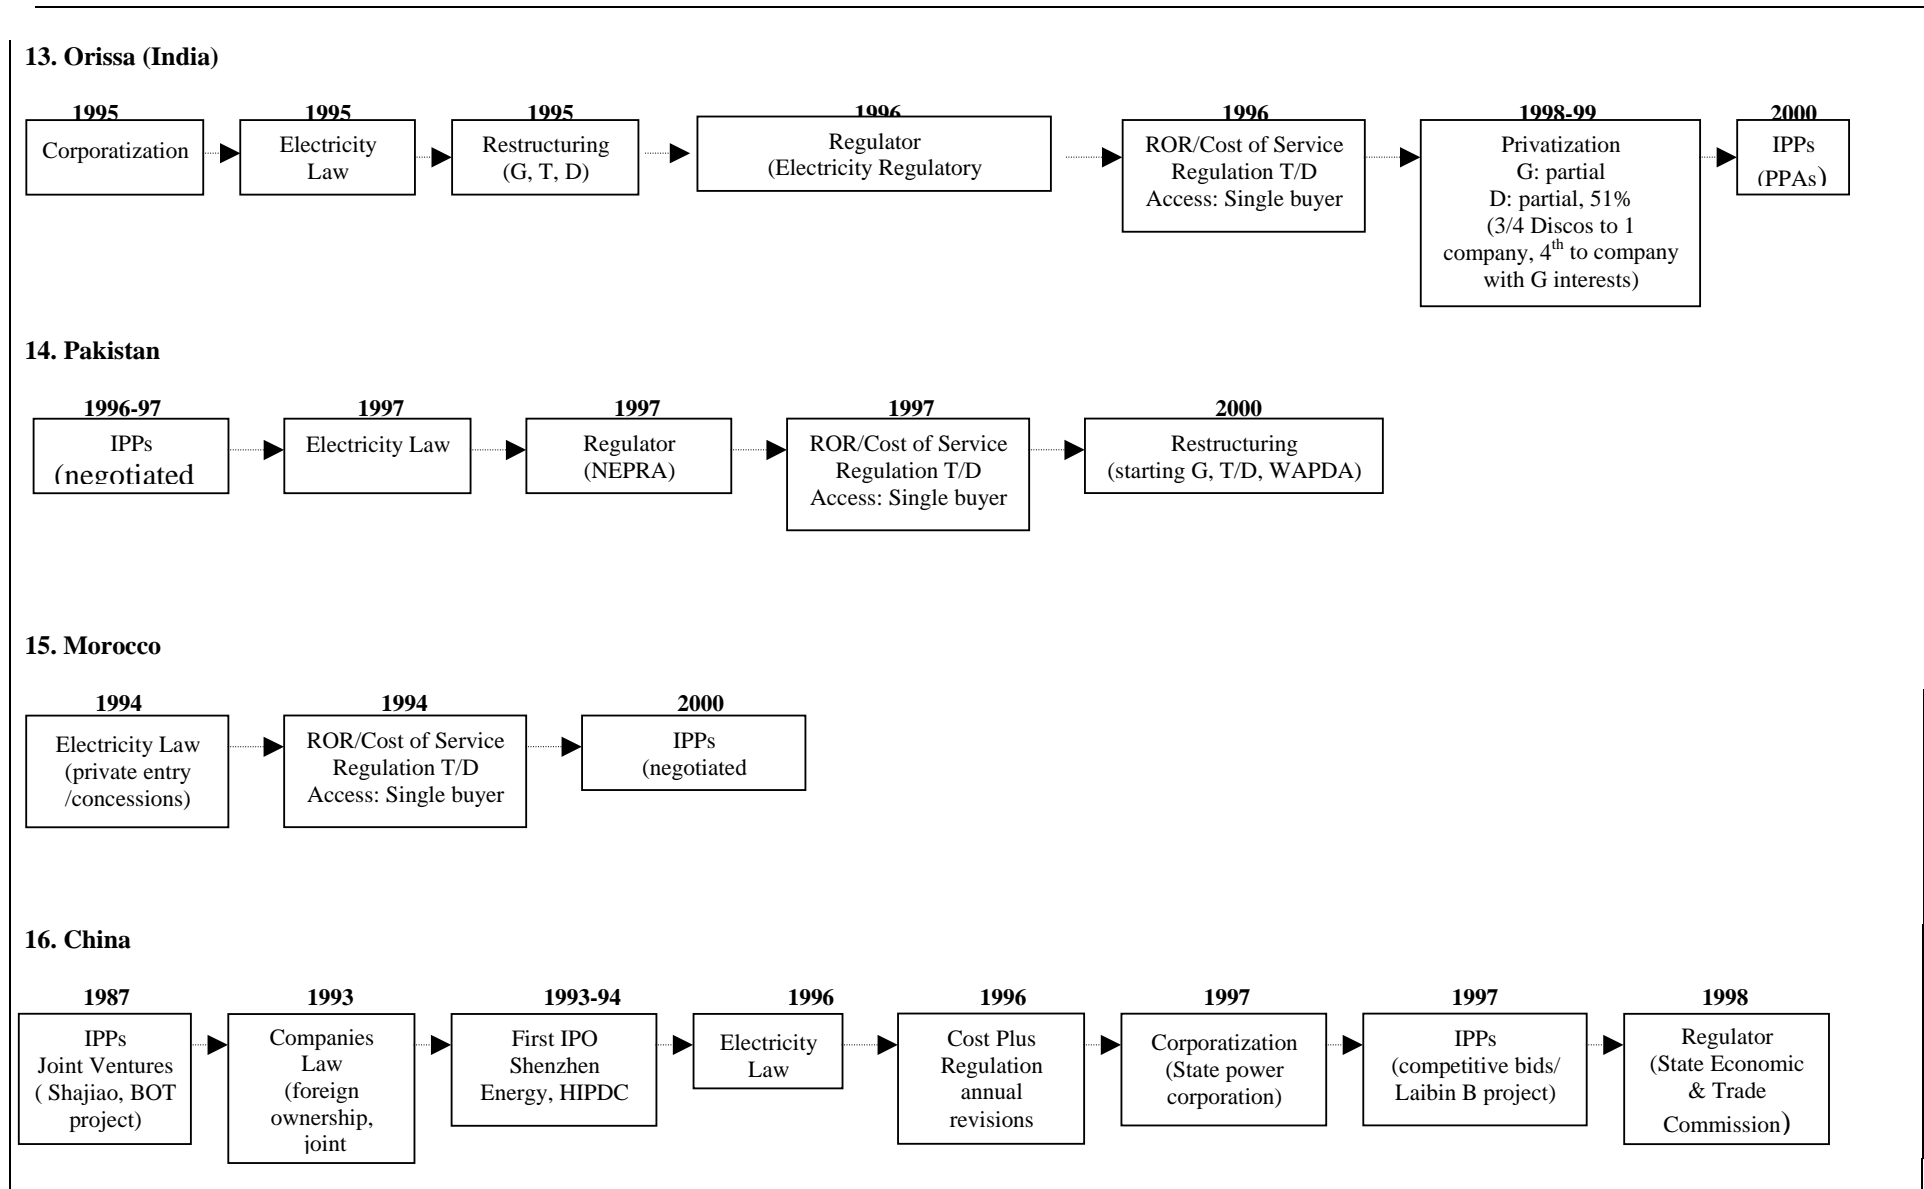 13. Orissa (India)
1995
Corporatization
1995
Electricity
Law
1995
Restructuring
(G, T, D)
1996
Regulator
(Electricity Regulatory
1996
ROR/Cost of Service
Regulation T/D
Access: Single buyer
1998-99
Privatization
G: partial
D: partial, 51%
(3/4 Discos to 1
company, 4th to company
with G interests)
2000
IPPs
(PPAs)
14. Pakistan
1996-97
IPPs
(negotiated
1997
Electricity Law
1997
Regulator
(NEPRA)
1997
ROR/Cost of Service
Regulation T/D
Access: Single buyer
2000
Restructuring
(starting G, T/D, WAPDA)
15. Morocco
1994
Electricity Law
(private entry
/concessions)
1994
ROR/Cost of Service
Regulation T/D
Access: Single buyer
2000
IPPs
(negotiated
16. China
1987
IPPs
Joint Ventures
( Shajiao, BOT
project)
1993
Companies
Law
(foreign
ownership,
joint
1993-94
First IPO
Shenzhen
Energy, HIPDC
1996
Electricity
Law
1996
Cost Plus
Regulation
annual
revisions
1997
Corporatization
(State power
corporation)
1997
IPPs
(competitive bids/
Laibin B project)
1998
Regulator
(State Economic
& Trade
Commission)